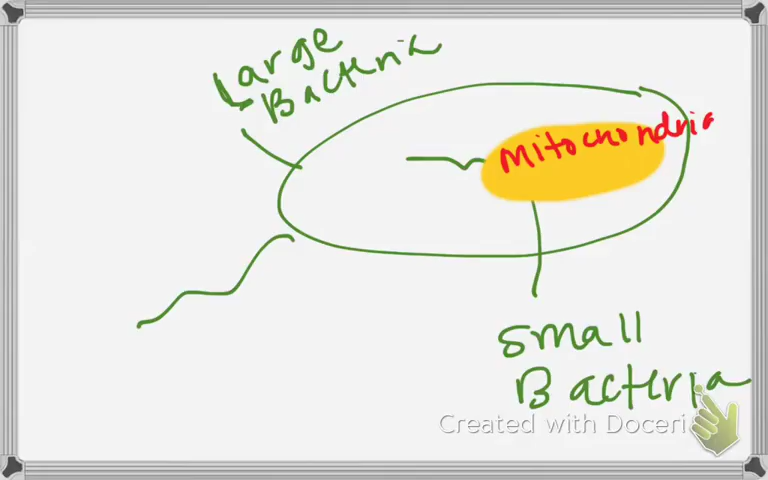 Large
Bacteria
Mitochondria
Small
Bacteria
Created with Doceri